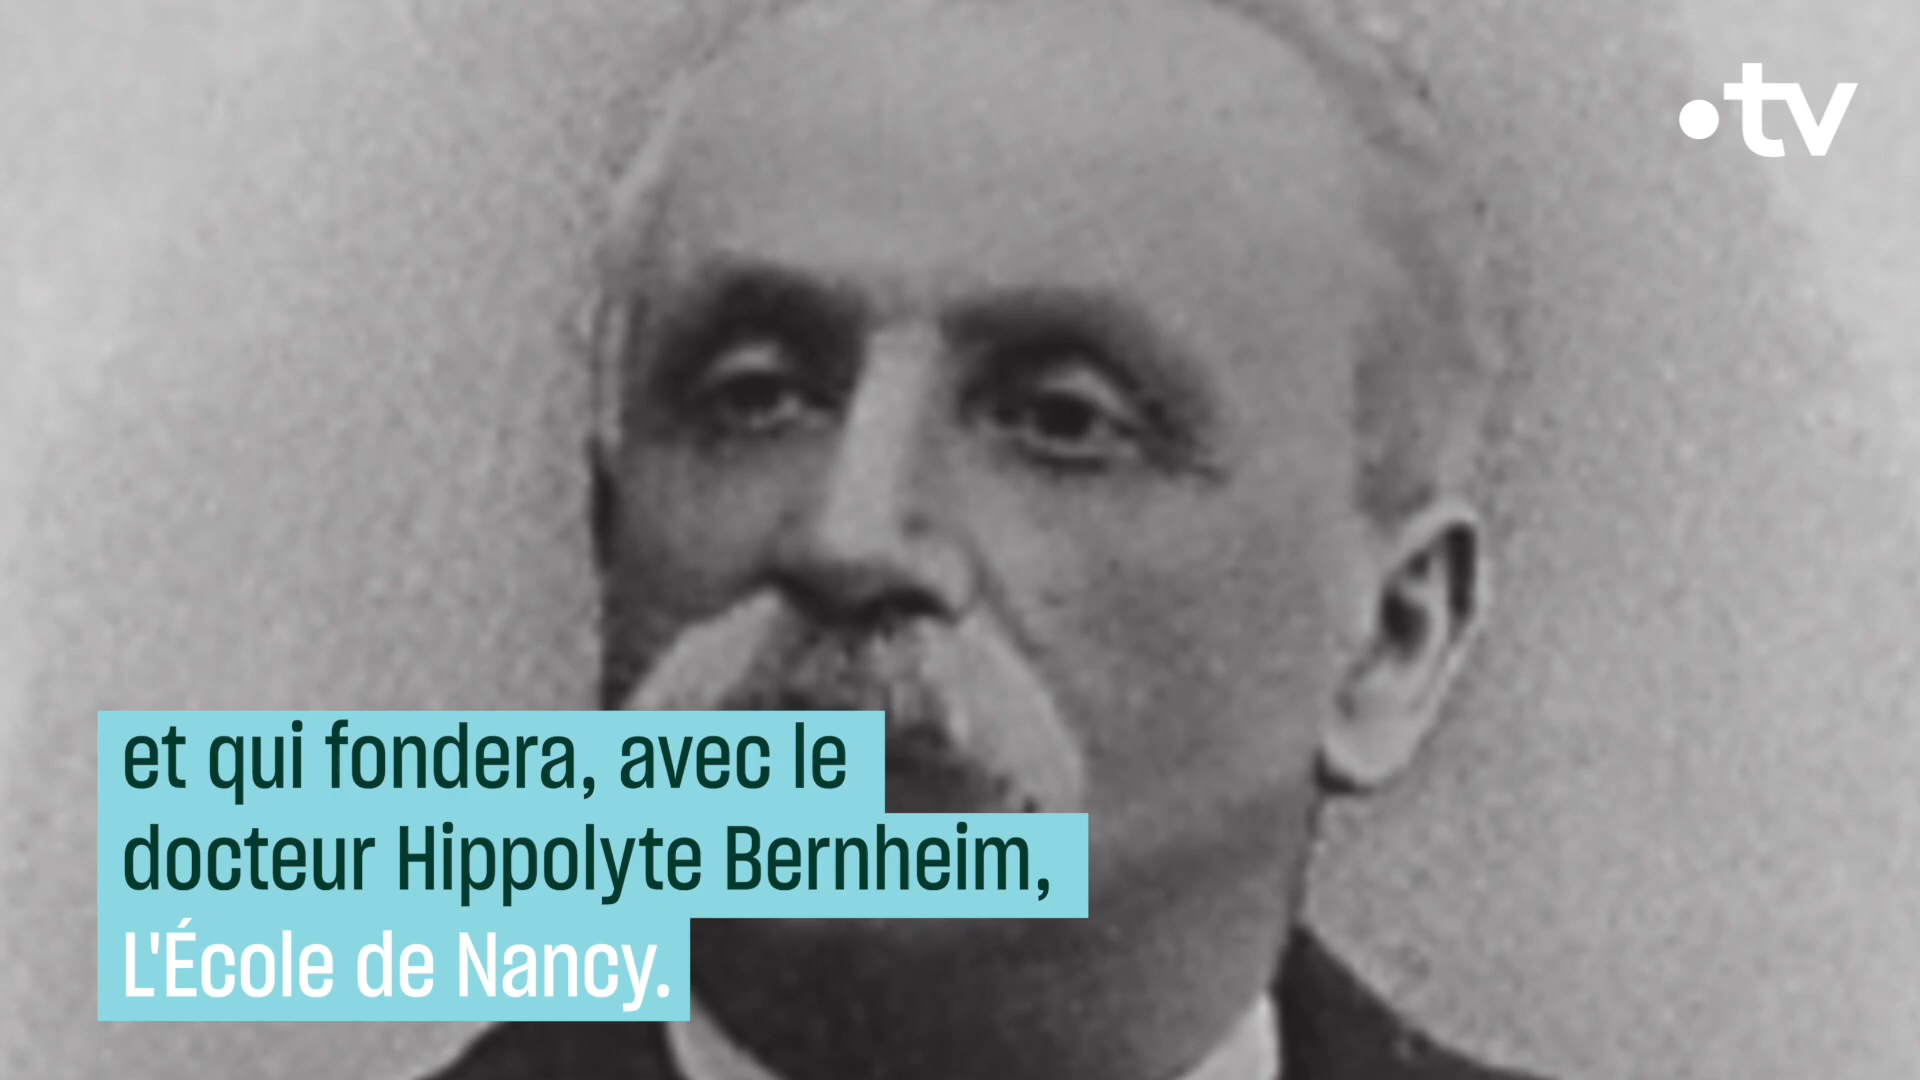 •tv
et qui fondera, avec le
docteur Hippolyte Bernheim,
L'École de Nancy.